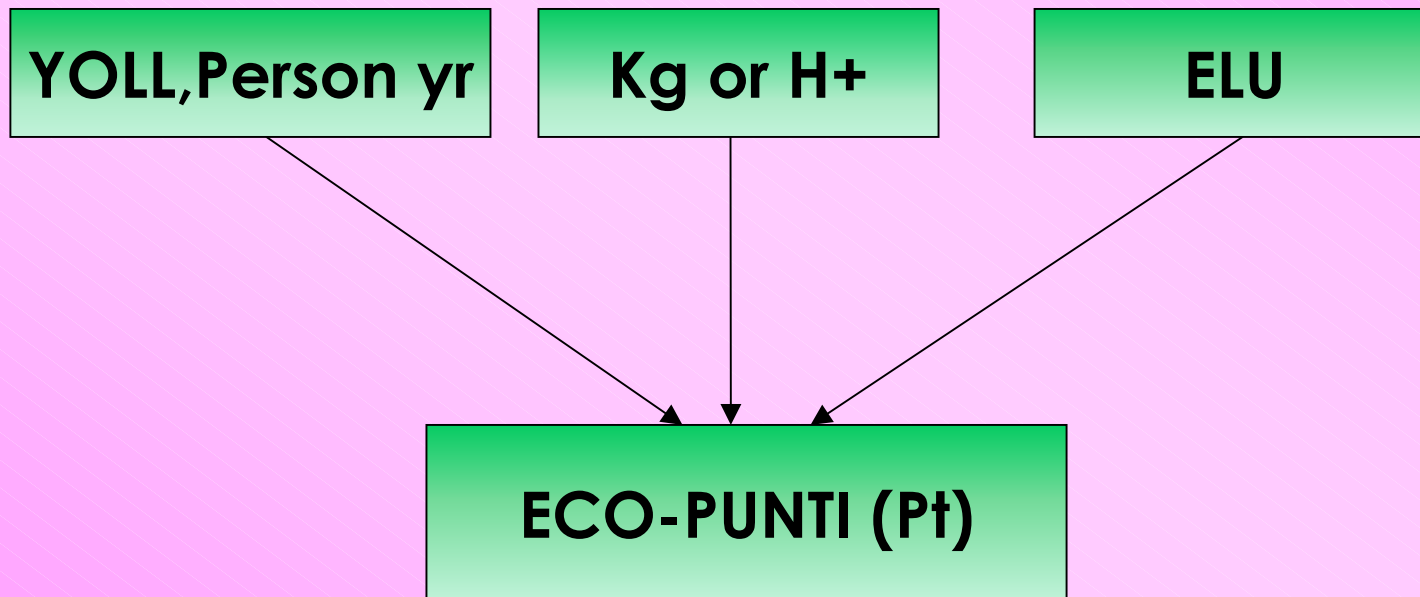 YOLL,Person yr
Kg or H+
ELU
ECO-PUNTI (Pt)